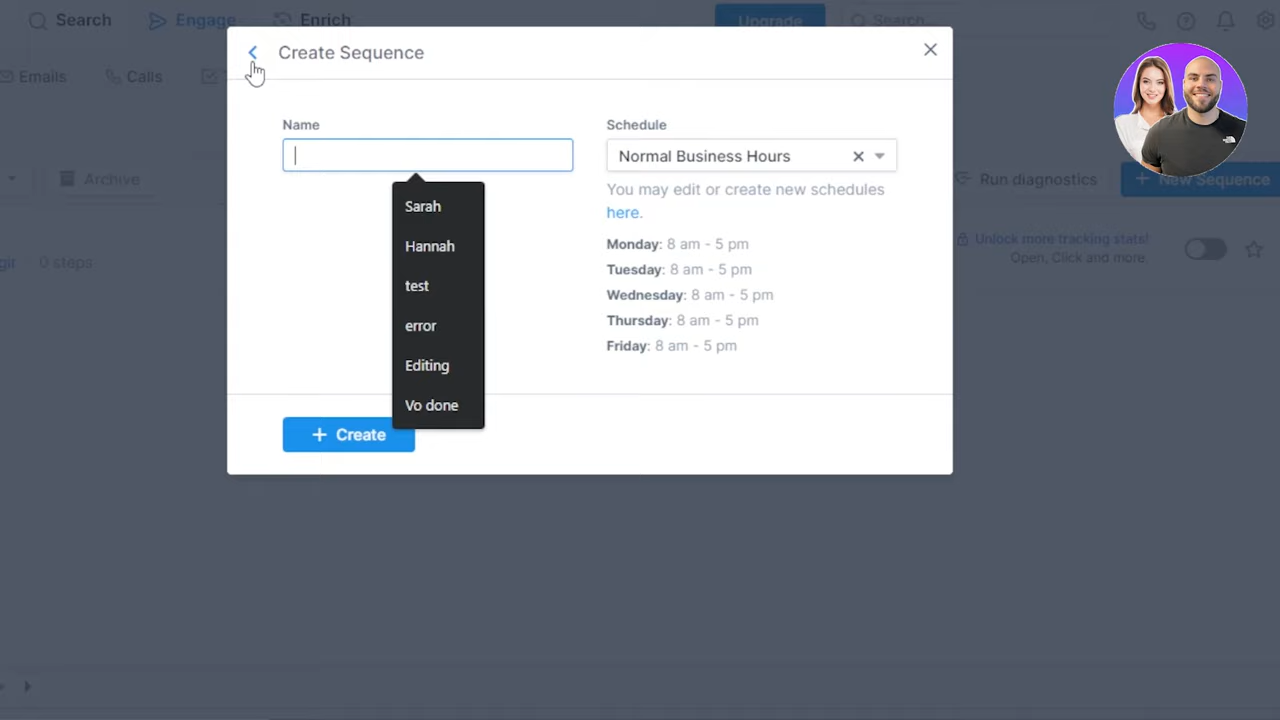 Search
Engage
Enrich
Upgrade
Search...
Create Sequence
Emails
Calls
Name
Schedule
Normal Business Hours
You may edit or create new schedules
here.
Archive
Run diagnostics
+ New Sequence
Sarah
Hannah
test
error
Editing
Vo done
Monday: 8 am - 5 pm
Tuesday: 8 am - 5 pm
Wednesday: 8 am - 5 pm
Thursday: 8 am - 5 pm
Friday: 8 am - 5 pm
0 steps
Unlock more tracking stats!
Open, Click and more.
+ Create